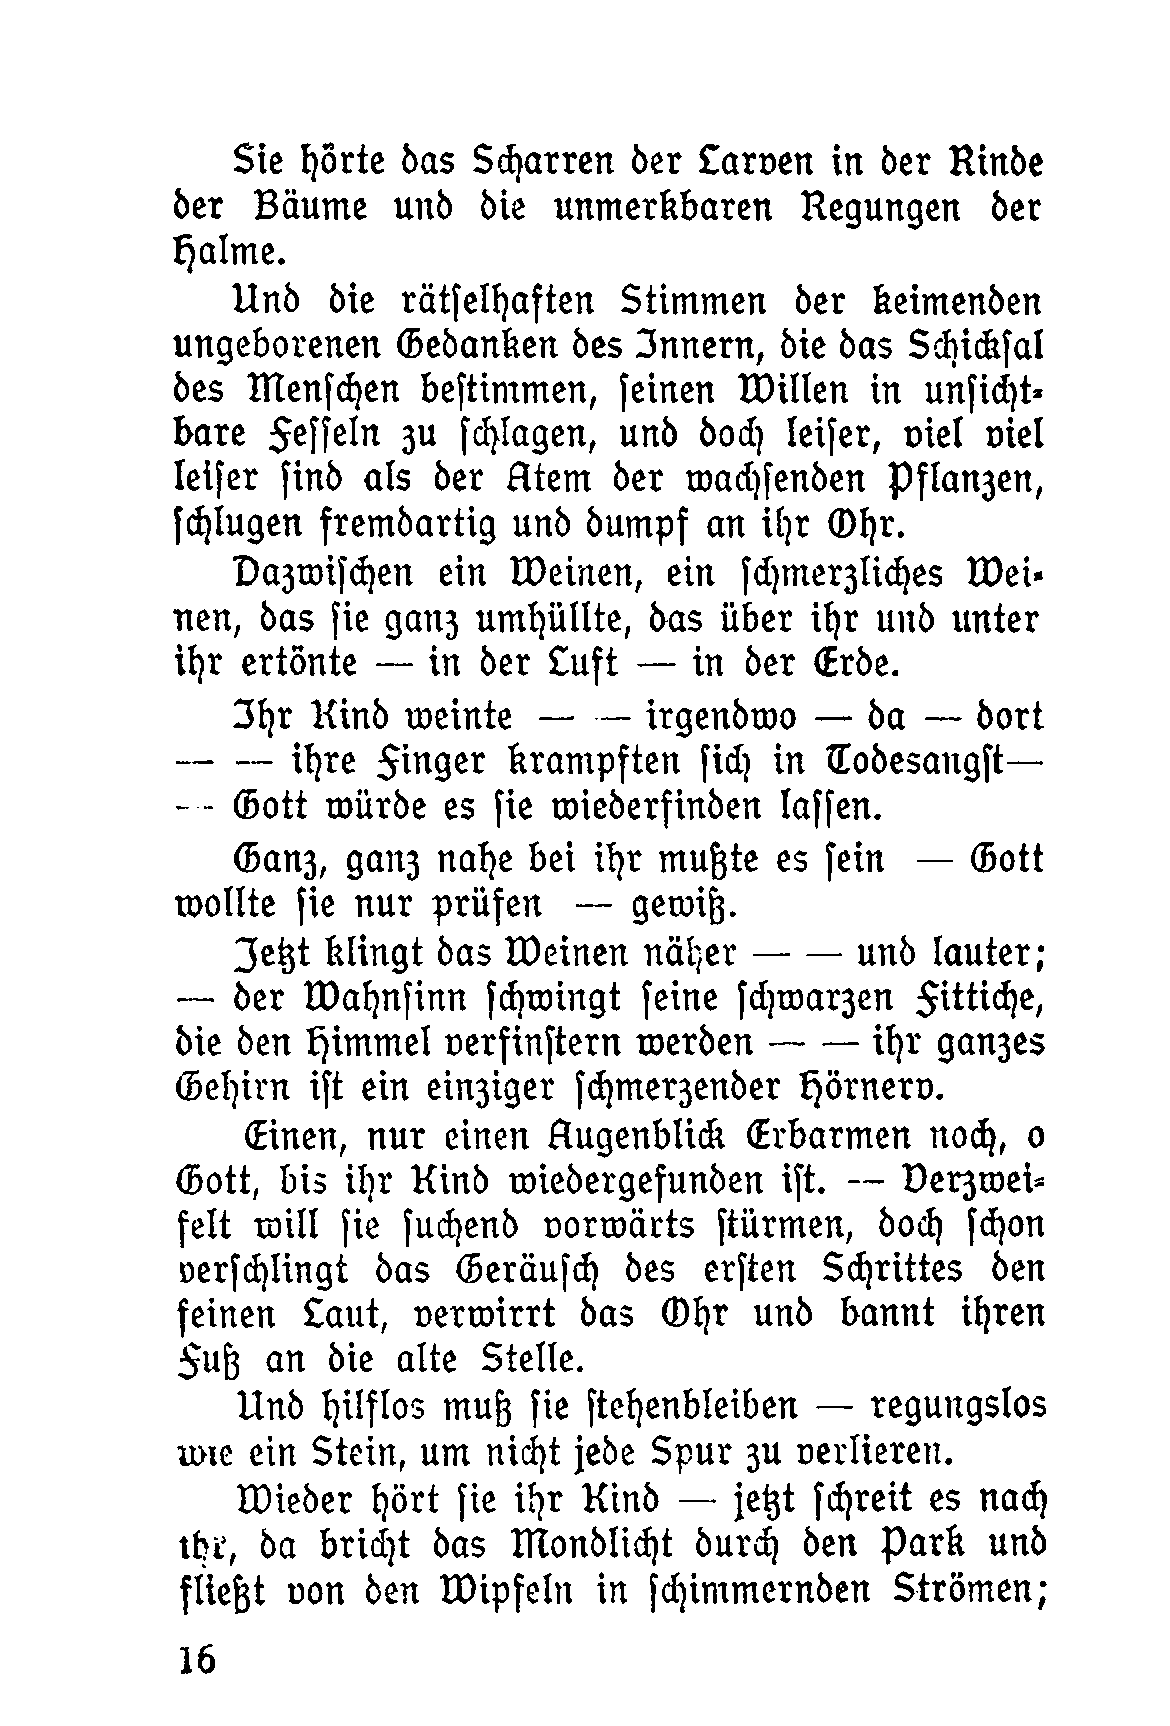 Sie hörte das Scharren der Larven in der Rinde
der Bäume und die unmerkbaren Regungen der
Halme.
Und die rätſelhaften Stimmen der keimenden
ungeborenen Gedanken des Innern, die das Schickſal
des Menſchen beſtimmen, ſeinen Willen in unſicht-
bare Feſſeln zu ſchlagen, und doch leiſer, viel viel
leiſer ſind als der Atem der wachſenden Pflanzen,
ſchlugen fremdartig und dumpf an ihr Ohr.
Dazwiſchen ein Weinen, ein ſchmerzliches Wei-
nen, das ſie ganz umhüllte, das über ihr und unter
ihr ertönte — in der Luft — in der Erde.
Ihr Kind weinte — — irgendwo — da — dort
— — ihre Finger krampften ſich in Todesangſt—
— Gott würde es ſie wiederfinden laſſen.
Ganz, ganz nahe bei ihr mußte es ſein — Gott
wollte ſie nur prüfen — gewiß.
Jetzt klingt das Weinen näher — — und lauter;
— der Wahnſinn ſchwingt ſeine ſchwarzen Fittiche,
die den Himmel verfinſtern werden — — ihr ganzes
Gehirn iſt ein einziger ſchmerzender Hörnerv.
Einen, nur einen Augenblick Erbarmen noch, o
Gott, bis ihr Kind wiedergefunden iſt. — Verzwei-
felt will ſie ſuchend vorwärts ſtürmen, doch ſchon
verſchlingt das Geräuſch des erſten Schrittes den
feinen Laut, verwirrt das Ohr und bannt ihren
Fuß an die alte Stelle.
Und hilflos muß ſie ſtehenbleiben — regungslos
wie ein Stein, um nicht jede Spur zu verlieren.
Wieder hört ſie ihr Kind — jetzt ſchreit es nach
ihr, da bricht das Mondlicht durch den Park und
fließt von den Wipfeln in ſchimmernden Strömen;
16